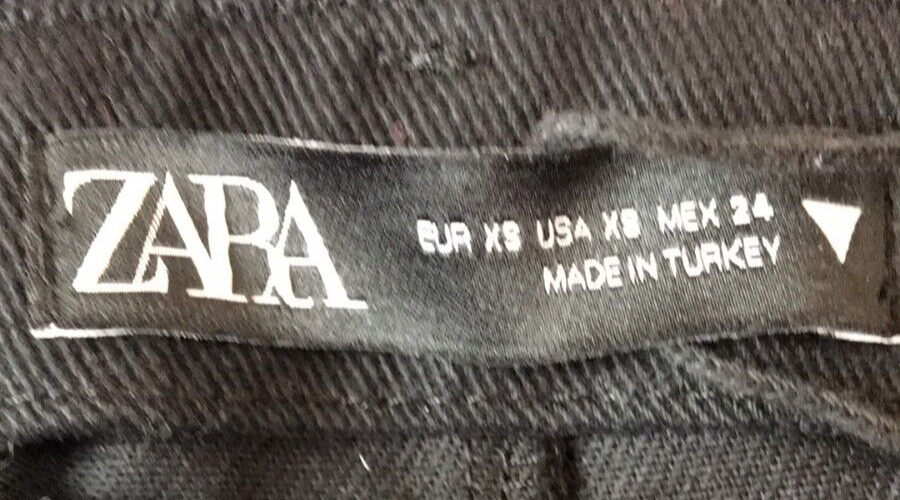 ZARA
EUR XS USA XS MEX 24
MADE IN TURKEY